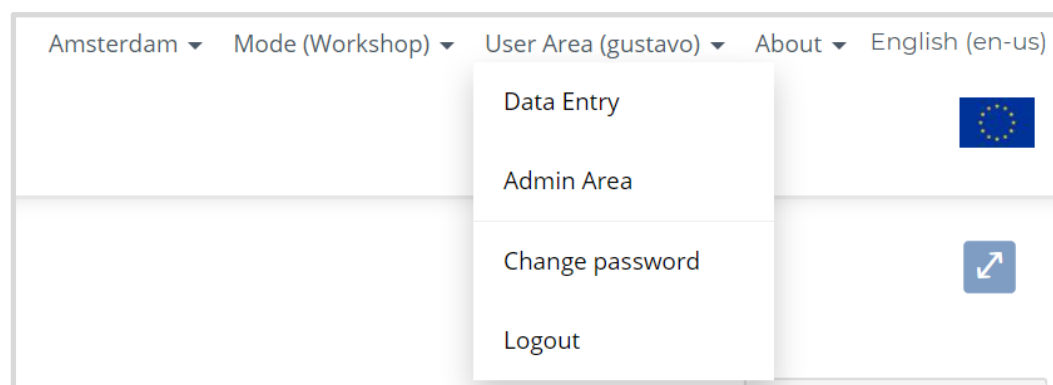 Amsterdam Mode (Workshop) User Area (gustavo) About English (en-us)
Data Entry
Admin Area
Change password
Logout